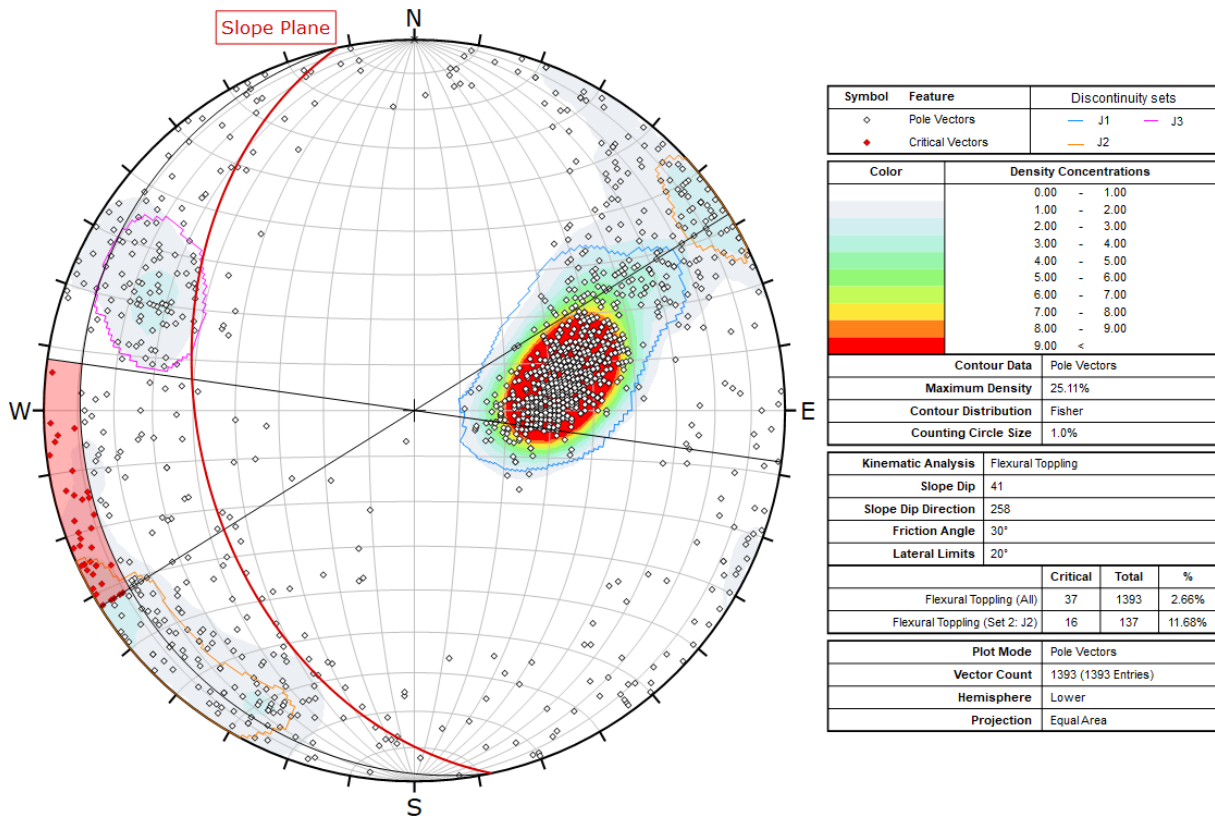 Slope Plane
N
W
E
S
Symbol Feature Discontinuity sets
Pole Vectors J1 J3
Critical Vectors J2
Color Density Concentrations
0.00 - 1.00
1.00 - 2.00
2.00 - 3.00
3.00 - 4.00
4.00 - 5.00
5.00 - 6.00
6.00 - 7.00
7.00 - 8.00
8.00 - 9.00
9.00 <
Contour Data Pole Vectors
Maximum Density 25.11%
Contour Distribution Fisher
Counting Circle Size 1.0%
Kinematic Analysis Flexural Toppling
Slope Dip 41
Slope Dip Direction 258
Friction Angle 30°
Lateral Limits 20°
Critical Total %
Flexural Toppling (All) 37 1393 2.66%
Flexural Toppling (Set 2: J2) 16 137 11.68%
Plot Mode Pole Vectors
Vector Count 1393 (1393 Entries)
Hemisphere Lower
Projection Equal Area